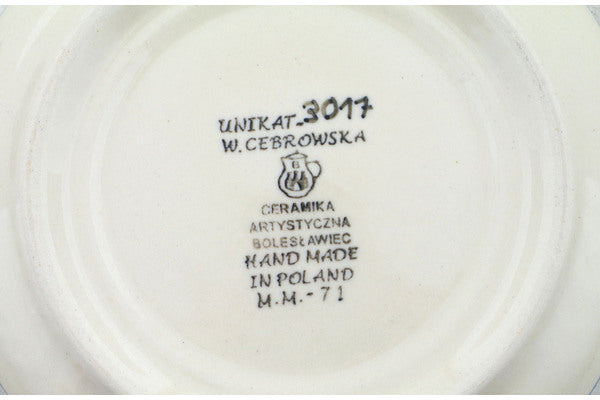 UNIKAT-3017
W. CEBROWSKA
B
CERAMIKA
ARTYSTYCZNA
BOLESŁAWIEC
HAND MADE
IN POLAND
M.M.-71